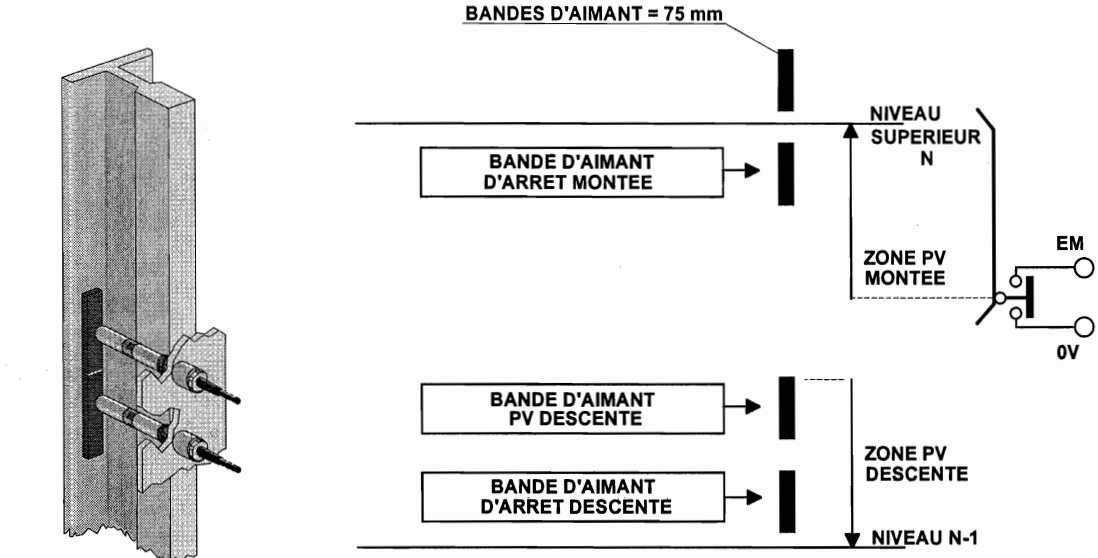 BANDES D'AIMANT = 75 mm
NIVEAU
SUPERIEUR
N
BANDE D'AIMANT
D'ARRET MONTEE
ZONE PV
MONTEE
EM
0V
BANDE D'AIMANT
PV DESCENTE
ZONE PV
DESCENTE
BANDE D'AIMANT
D'ARRET DESCENTE
NIVEAU N-1